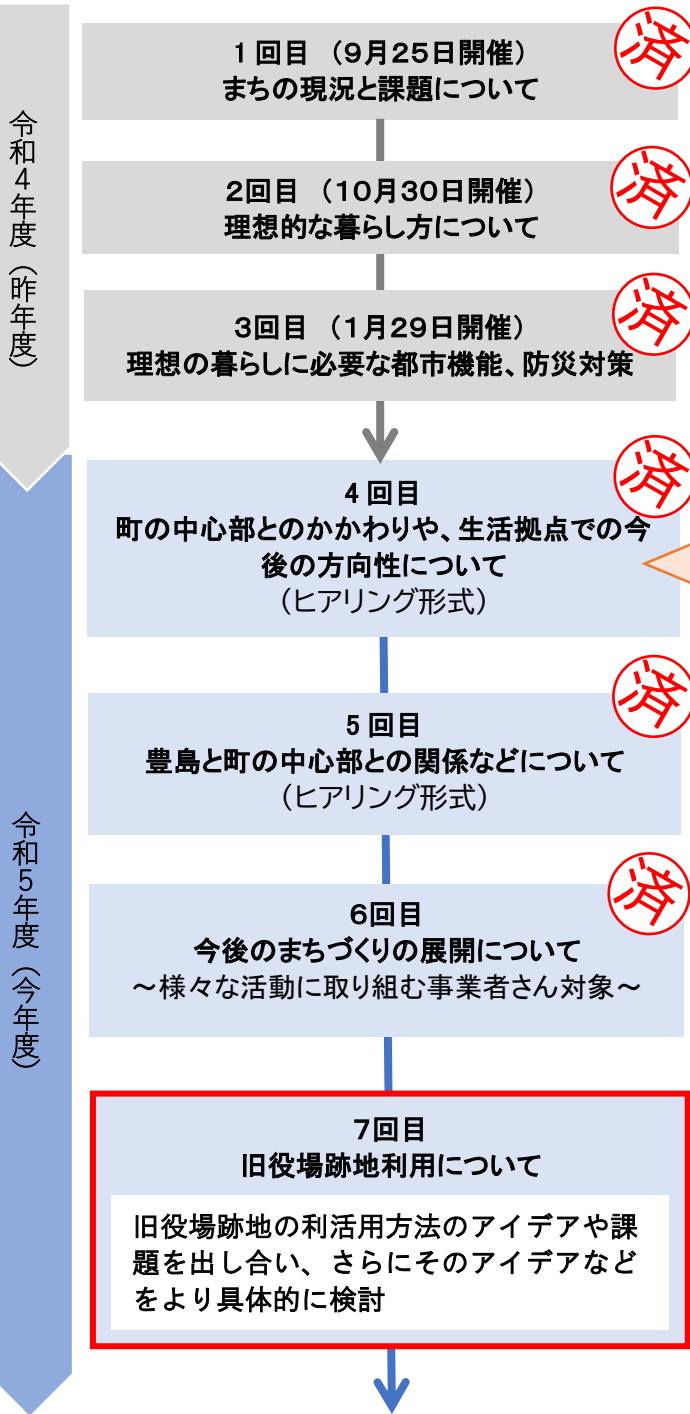 令和4年度（昨年度）
1回目 （9月25日開催）
まちの現況と課題について
済
2回目 （10月30日開催）
理想的な暮らし方について
済
3回目 （1月29日開催）
理想の暮らしに必要な都市機能、防災対策
済
令和5年度（今年度）
4回目
町の中心部とのかかわりや、生活拠点での今
後の方向性について
（ヒアリング形式）
済
5回目
豊島と町の中心部との関係などについて
（ヒアリング形式）
済
6回目
今後のまちづくりの展開について
～様々な活動に取り組む事業者さん対象～
済
7回目
旧役場跡地利用について
旧役場跡地の利活用方法のアイデアや課
題を出し合い、さらにそのアイデアなど
をより具体的に検討